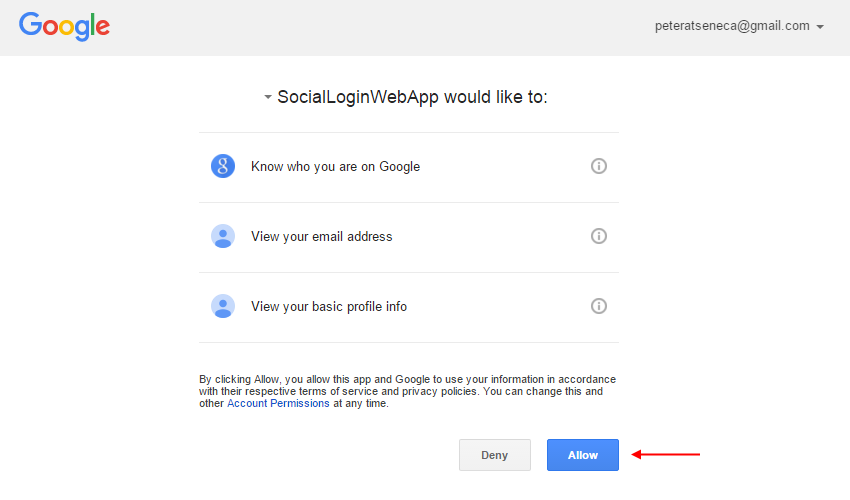 Google
peteratseneca@gmail.com
SocialLoginWebApp would like to:
g
Know who you are on Google
View your email address
View your basic profile info
By clicking Allow, you allow this app and Google to use your information in accordance
with their respective terms of service and privacy policies. You can change this and
other Account Permissions at any time.
Deny
Allow